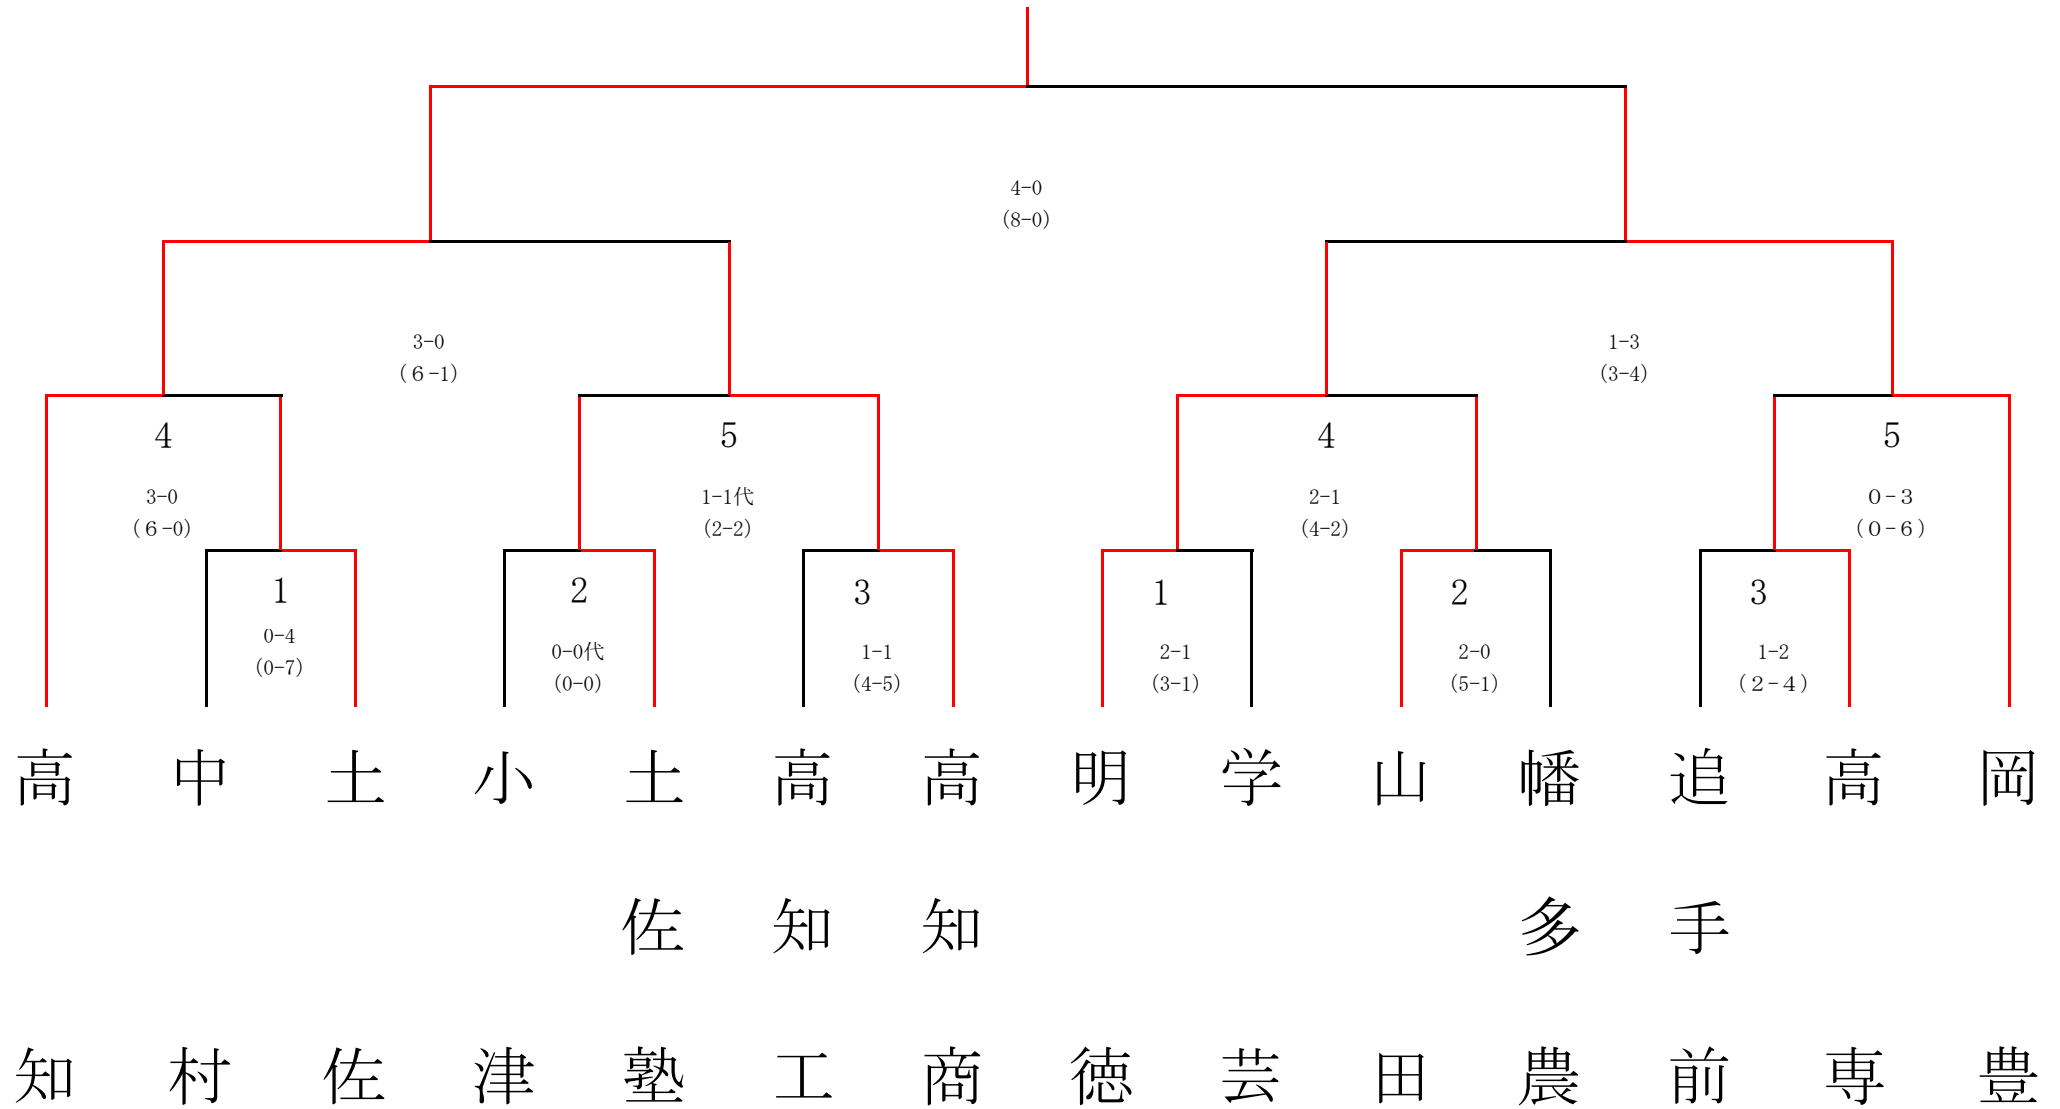 4-0
(8-0)
3-0
(６-1)
1-3
(3-4)
4
3-0
(６-0)
5
1-1代
(2-2)
4
2-1
(4-2)
5
０-３
(０-６)
1
0-4
(0-7)
2
0-0代
(0-0)
3
1-1
(4-5)
1
2-1
(3-1)
2
2-0
(5-1)
3
1-2
(２-４)
高知
中村
土佐
小津
土佐塾
高知工
高知商
明徳
学芸
山田
幡多農
追手前
高専
岡豊